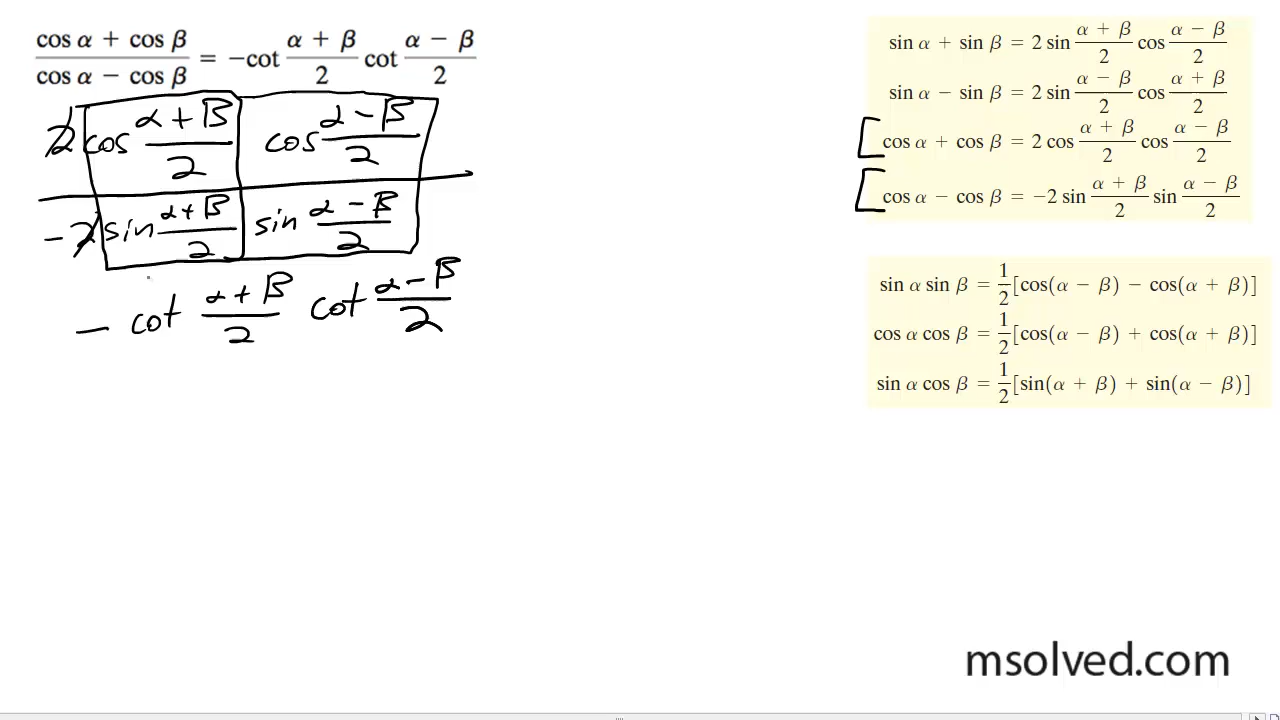 cos α + cos β / cos α − cos β = −cot α + β / 2 cot α − β / 2
2 cos α + β / 2 cos α − β / 2
−2 sin α + β / 2 sin α − β / 2
− cot α + β / 2 cot α − β / 2
sin α + sin β = 2 sin α + β / 2 cos α − β / 2
sin α − sin β = 2 sin α − β / 2 cos α + β / 2
[ cos α + cos β = 2 cos α + β / 2 cos α − β / 2
[ cos α − cos β = −2 sin α + β / 2 sin α − β / 2
sin α sin β = 1/2 [cos(α − β) − cos(α + β)]
cos α cos β = 1/2 [cos(α − β) + cos(α + β)]
sin α cos β = 1/2 [sin(α + β) + sin(α − β)]
msolved.com